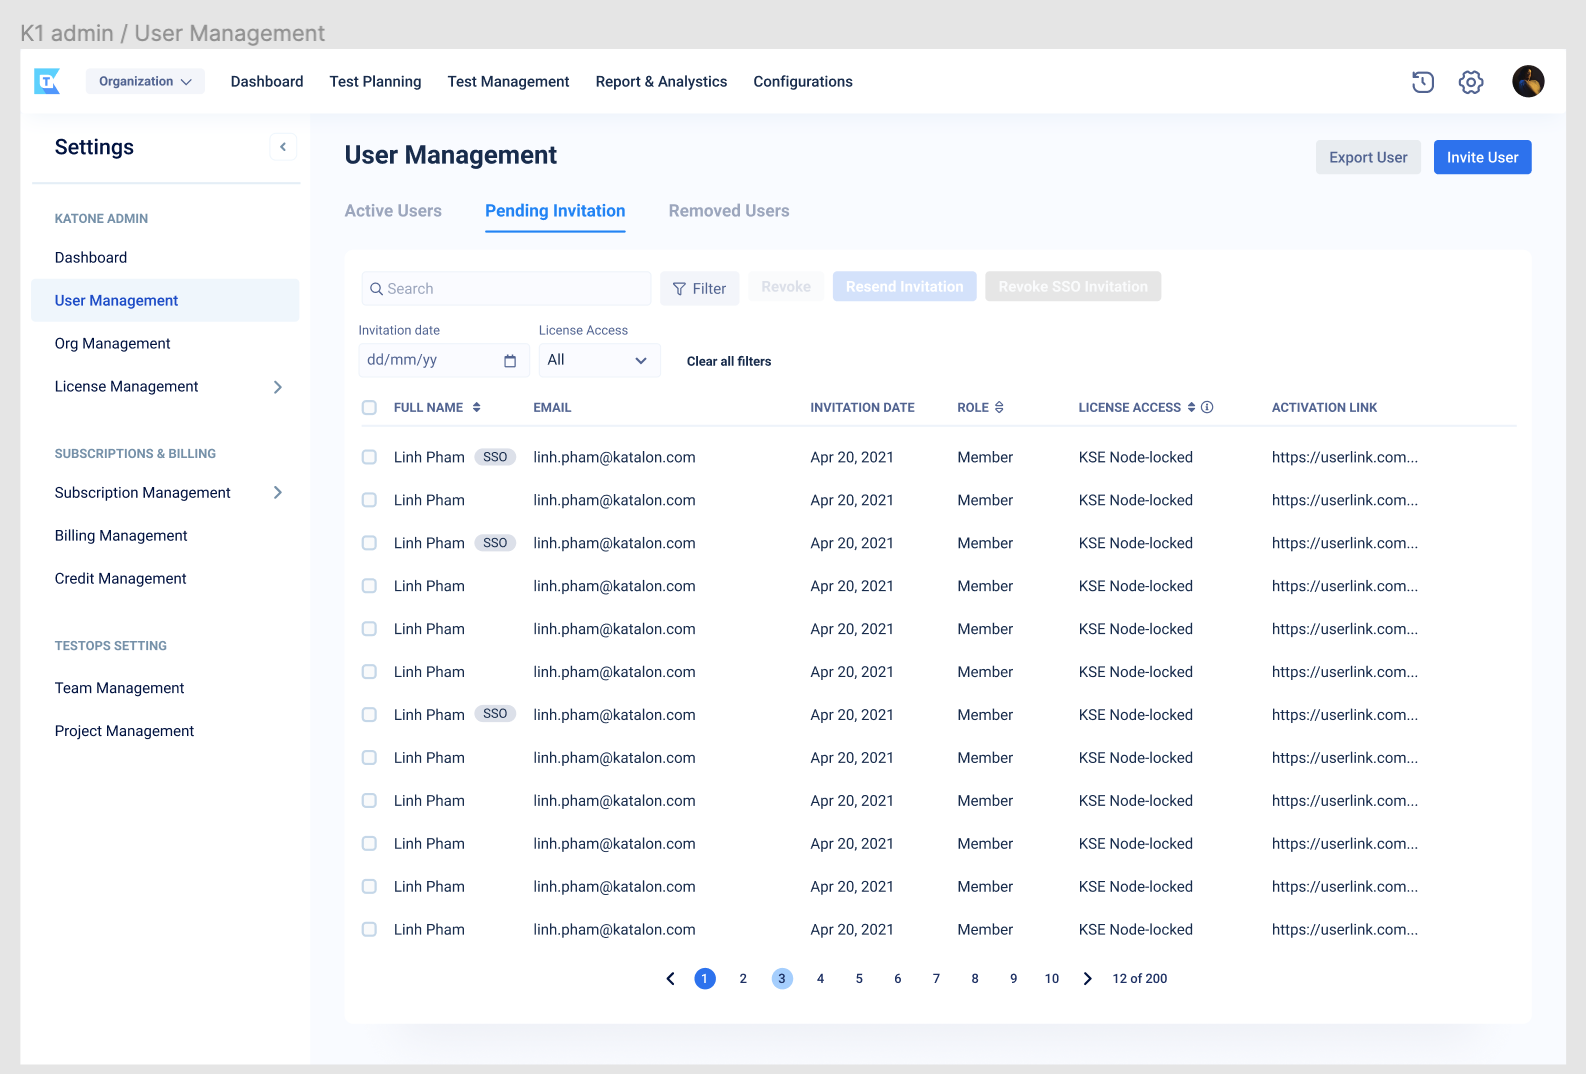 K1 admin / User Management
Organization Dashboard Test Planning Test Management Report & Analystics Configurations
Settings
KATONE ADMIN
Dashboard
User Management
Org Management
License Management
SUBSCRIPTIONS & BILLING
Subscription Management
Billing Management
Credit Management
TESTOPS SETTING
Team Management
Project Management
User Management
Export User Invite User
Active Users Pending Invitation Removed Users
Search Filter Revoke Resend Invitation Revoke SSO Invitation
Invitation date License Access
dd/mm/yy All Clear all filters
FULL NAME EMAIL INVITATION DATE ROLE LICENSE ACCESS ACTIVATION LINK
Linh Pham SSO linh.pham@katalon.com Apr 20, 2021 Member KSE Node-locked https://userlink.com...
Linh Pham linh.pham@katalon.com Apr 20, 2021 Member KSE Node-locked https://userlink.com...
Linh Pham SSO linh.pham@katalon.com Apr 20, 2021 Member KSE Node-locked https://userlink.com...
Linh Pham linh.pham@katalon.com Apr 20, 2021 Member KSE Node-locked https://userlink.com...
Linh Pham linh.pham@katalon.com Apr 20, 2021 Member KSE Node-locked https://userlink.com...
Linh Pham linh.pham@katalon.com Apr 20, 2021 Member KSE Node-locked https://userlink.com...
Linh Pham SSO linh.pham@katalon.com Apr 20, 2021 Member KSE Node-locked https://userlink.com...
Linh Pham linh.pham@katalon.com Apr 20, 2021 Member KSE Node-locked https://userlink.com...
Linh Pham linh.pham@katalon.com Apr 20, 2021 Member KSE Node-locked https://userlink.com...
Linh Pham linh.pham@katalon.com Apr 20, 2021 Member KSE Node-locked https://userlink.com...
Linh Pham linh.pham@katalon.com Apr 20, 2021 Member KSE Node-locked https://userlink.com...
Linh Pham linh.pham@katalon.com Apr 20, 2021 Member KSE Node-locked https://userlink.com...
1 2 3 4 5 6 7 8 9 10 12 of 200